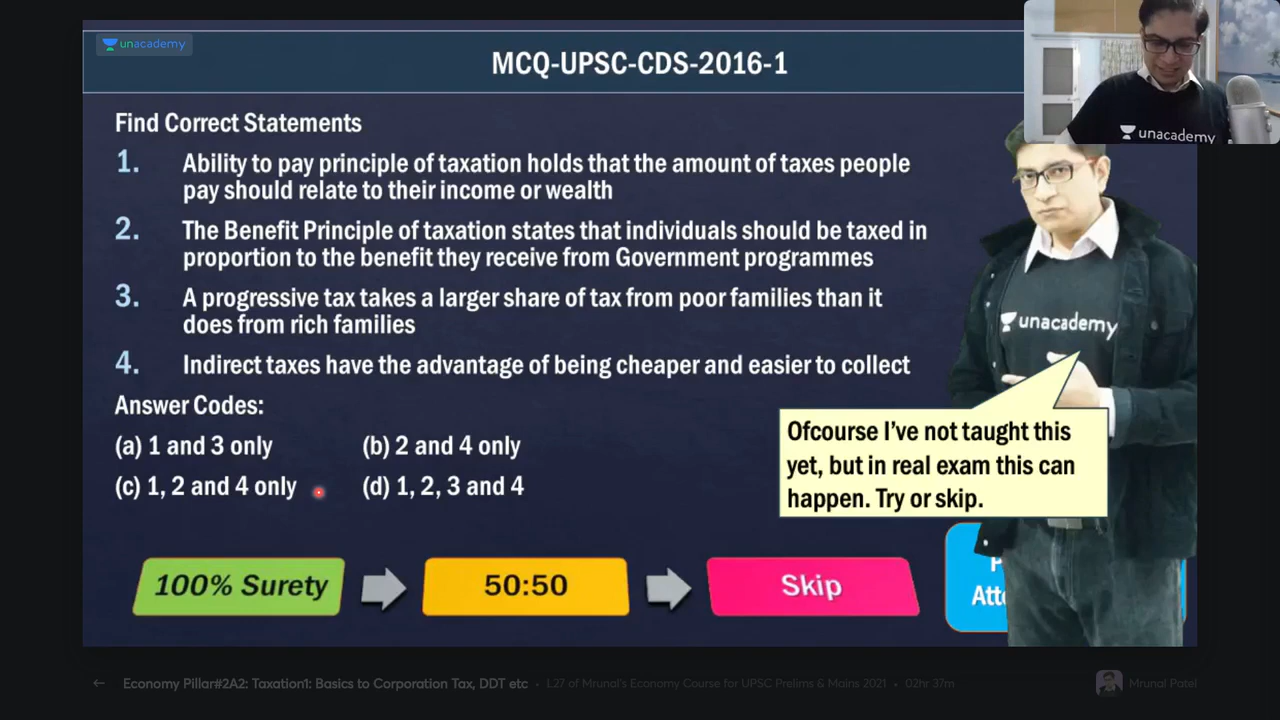 unacademy
MCQ-UPSC-CDS-2016-1
unacademy
Find Correct Statements
1. Ability to pay principle of taxation holds that the amount of taxes people
pay should relate to their income or wealth
2. The Benefit Principle of taxation states that individuals should be taxed in
proportion to the benefit they receive from Government programmes
3. A progressive tax takes a larger share of tax from poor families than it
does from rich families
unacademy
4. Indirect taxes have the advantage of being cheaper and easier to collect
Answer Codes:
(a) 1 and 3 only (b) 2 and 4 only
(c) 1, 2 and 4 only (d) 1, 2, 3 and 4
Ofcourse I've not taught this
yet, but in real exam this can
happen. Try or skip.
100% Surety 50:50 Skip
Economy Pillar#2A2: Taxation1: Basics to Corporation Tax, DDT etc • L27 of Mrunal's Economy Course for UPSC Prelims & Mains 2021 • 02hr 37m Mrunal Patel